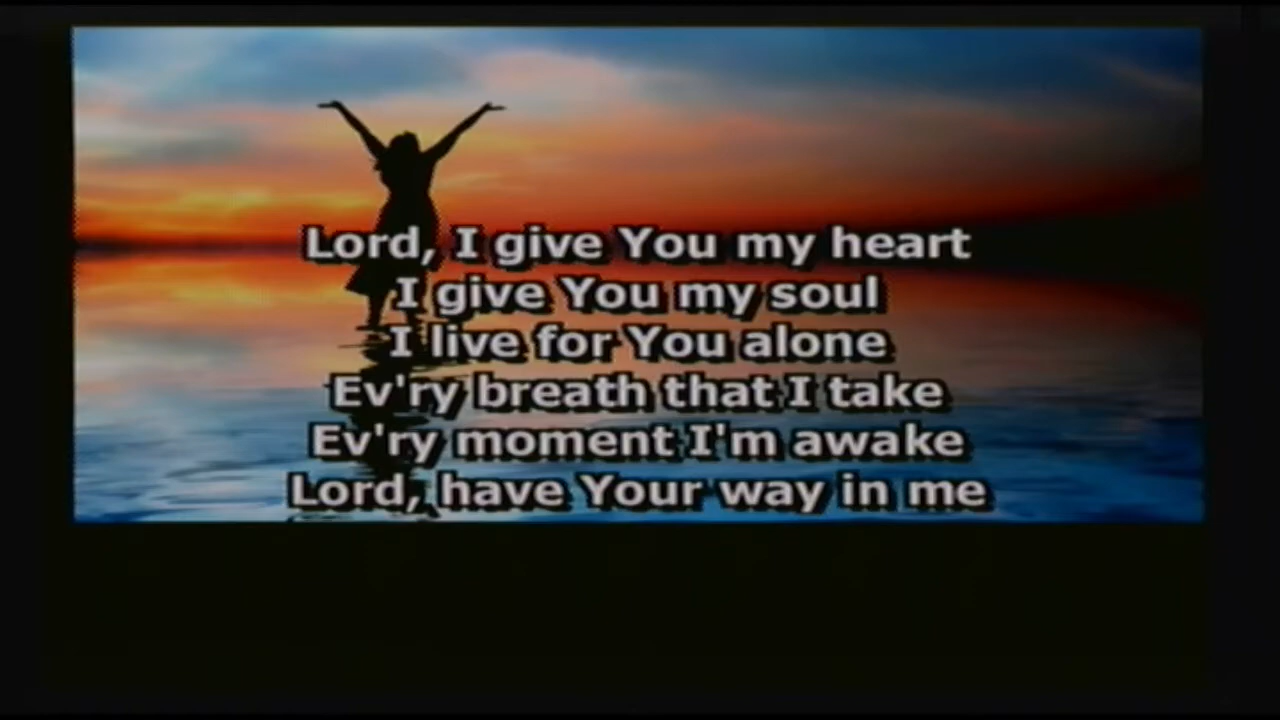 Lord, I give You my heart
I give You my soul
I live for You alone
Ev'ry breath that I take
Ev'ry moment I'm awake
Lord, have Your way in me